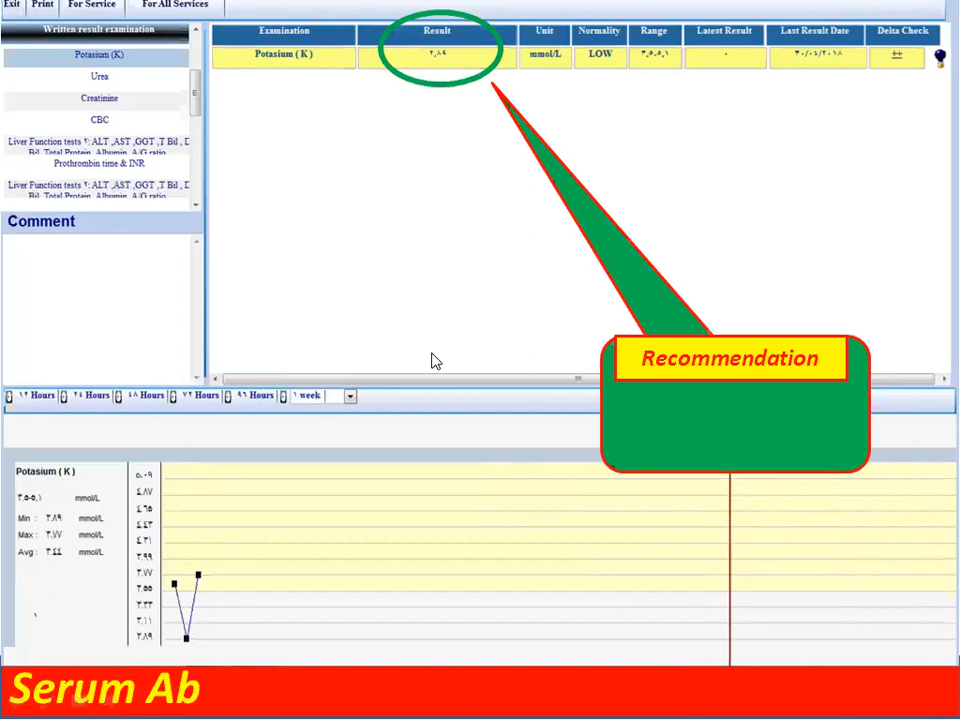 Exit Print For Service For All Services
Written result examination
Potasium (K)
Urea
Creatinine
CBC
Liver Function tests ٢: ALT ,AST ,GGT ,T Bil , D
Bil, Total Protein, Albumin, A/G ratio
Prothrombin time & INR
Liver Function tests ٢: ALT ,AST ,GGT ,T Bil , D
Bil, Total Protein, Albumin, A/G ratio
Comment
Examination Result Unit Normality Range Latest Result Last Result Date Delta Check
Potasium ( K ) ٢,٨٩ mmol/L LOW ٣,٥-٥,١ ٣٠/٠٤/٢٠١٨ ++
Recommendation
١٢ Hours ٢٤ Hours ٤٨ Hours ٧٢ Hours ٩٦ Hours ١ week
Potasium ( K )
٣,٥-٥,١ mmol/L
Min : ٢,٨٩ mmol/L
Max : ٣,٧٧ mmol/L
Avg : ٣,٤٤ mmol/L
١
٥,٠٩
٤,٨٧
٤,٦٥
٤,٤٣
٤,٢١
٣,٩٩
٣,٧٧
٣,٥٥
٣,٣٣
٣,١١
٢,٨٩
Serum Ab